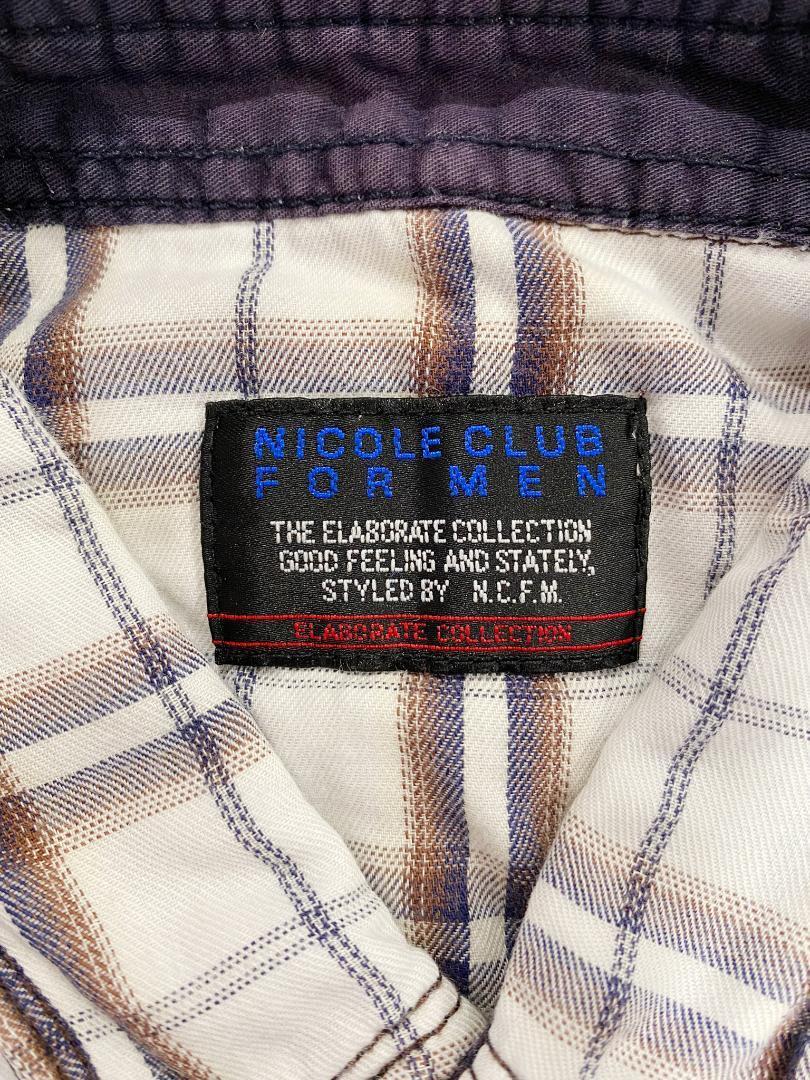 NICOLE CLUB
FOR MEN
THE ELABORATE COLLECTION
GOOD FEELING AND STATELY,
STYLED BY N.C.F.M.
ELABORATE COLLECTION